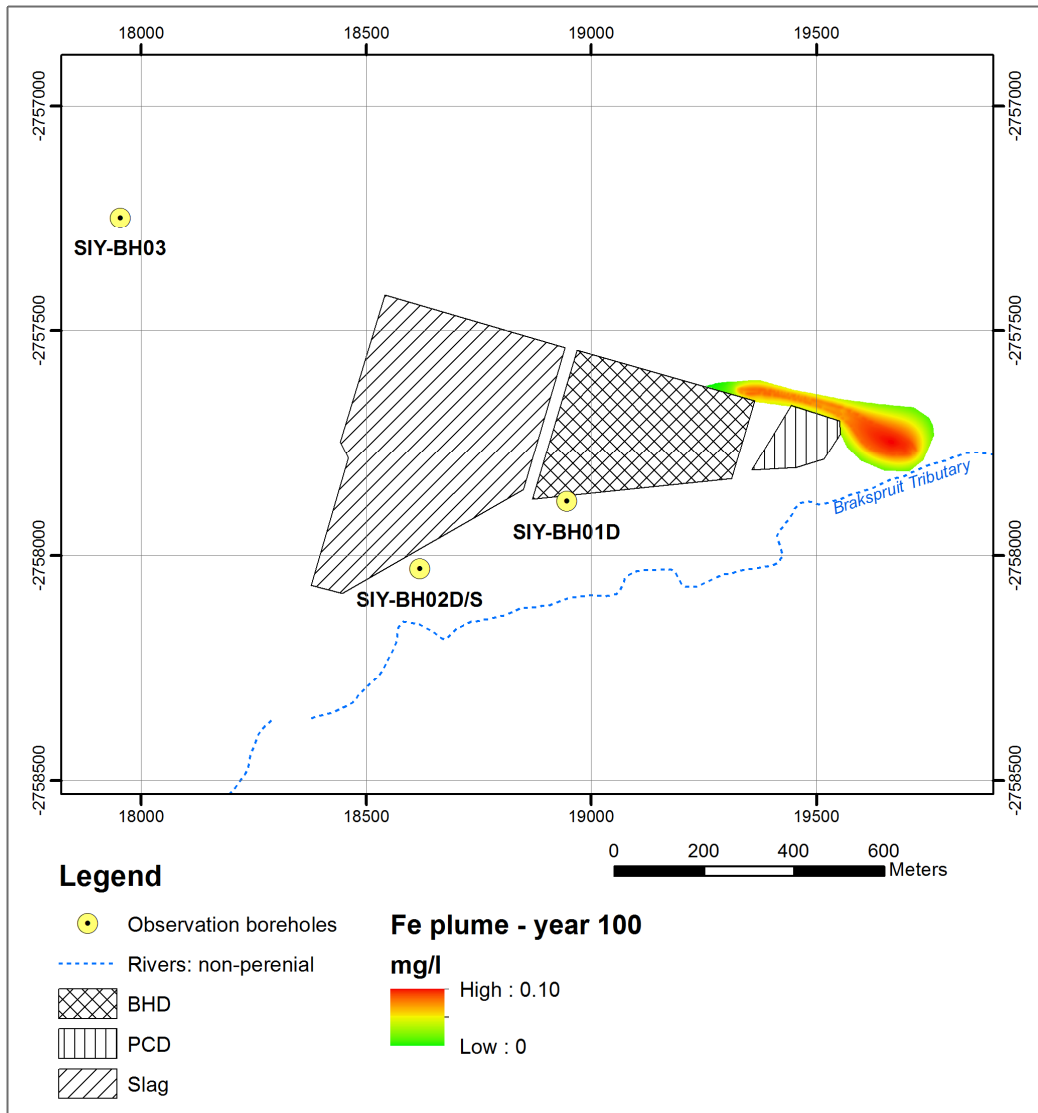 18000 18500 19000 19500
-2757000 -2757000
SIY-BH03
-2757500 -2757500
Brakspruit Tributary
SIY-BH01D
-2758000 -2758000
SIY-BH02D/S
-2758500 -2758500
18000 18500 19000 19500
0 200 400 600
Meters
Legend
Observation boreholes
Rivers: non-perenial
BHD
PCD
Slag
Fe plume - year 100
mg/l
High : 0.10
Low : 0